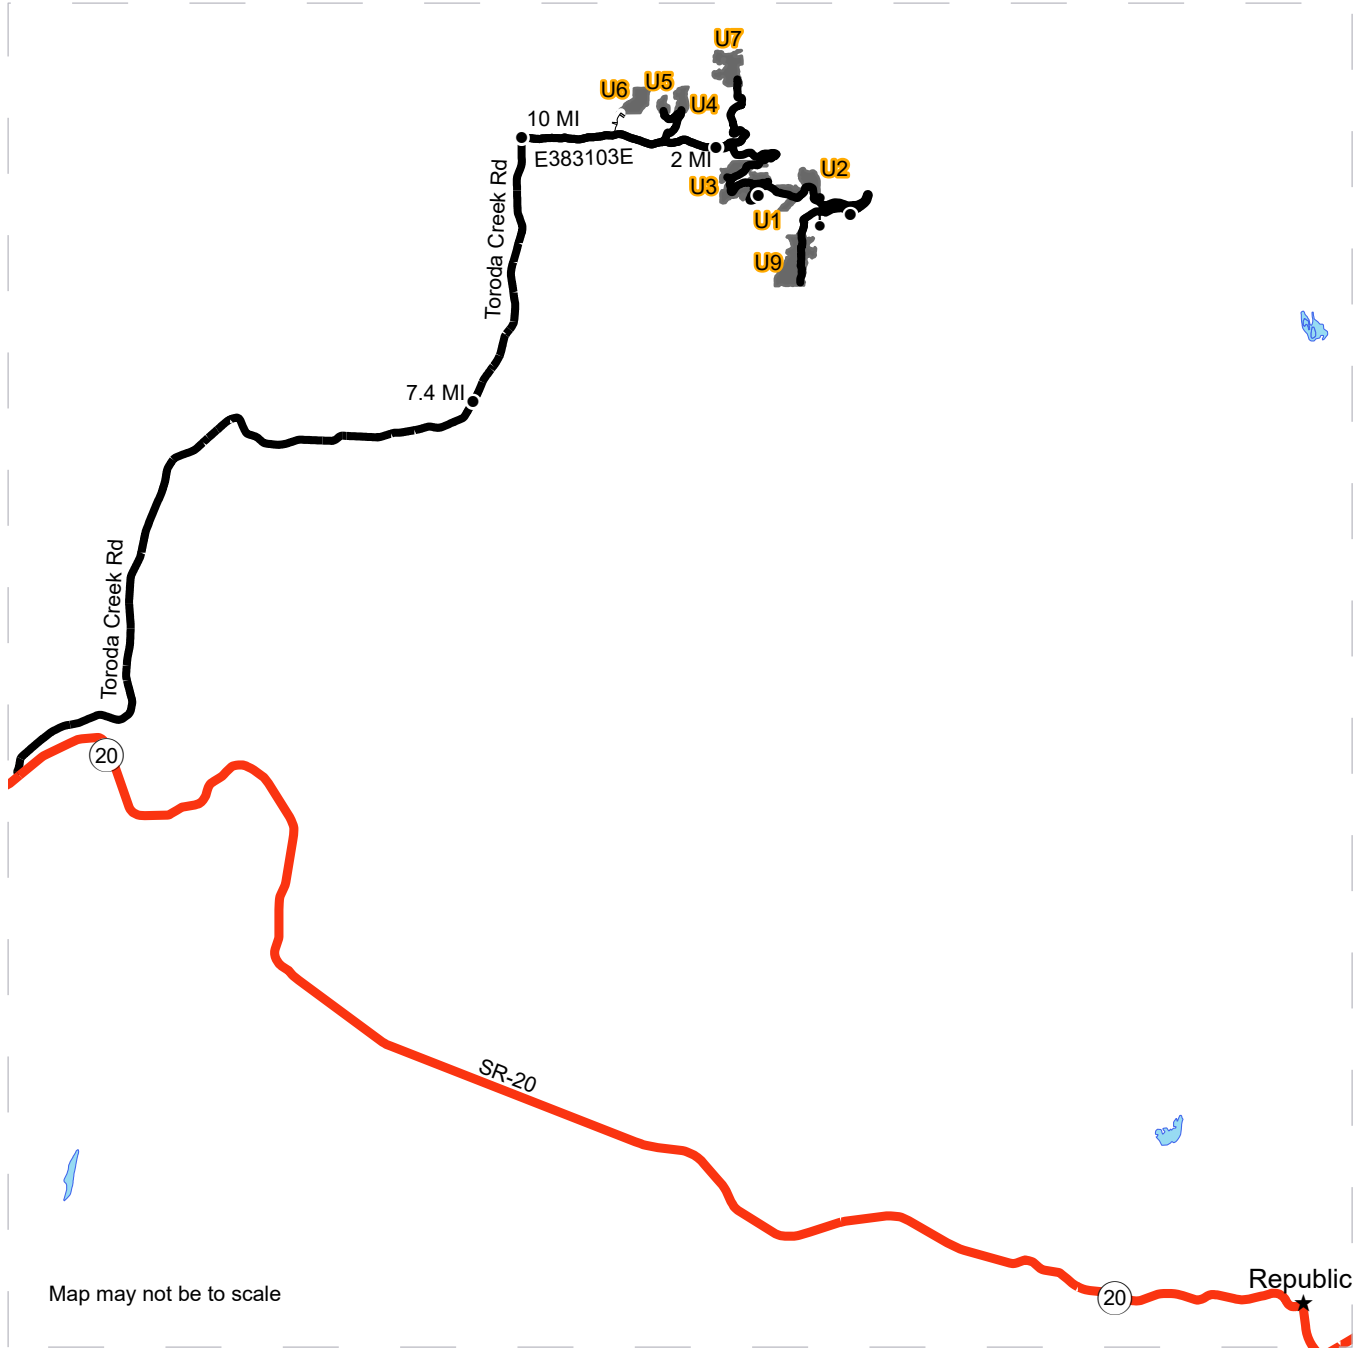 U7
U5
U6
U4
10 MI
E383103E
2 MI
U2
U3
U1
U9
Toroda Creek Rd
7.4 MI
Toroda Creek Rd
20
SR-20
Republic
Map may not be to scale
20